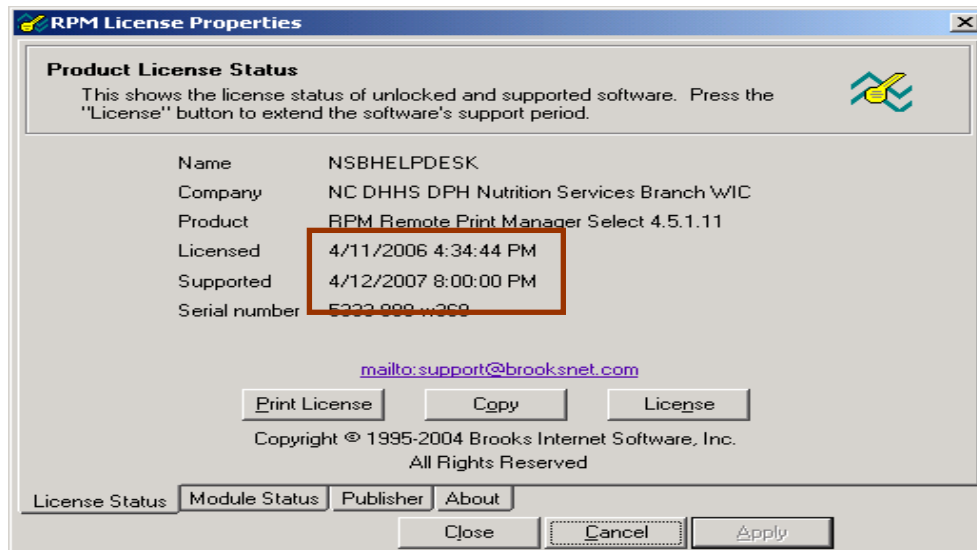 RPM License Properties
Product License Status
This shows the license status of unlocked and supported software. Press the
"License" button to extend the software's support period.
Name NSBHELPDESK
Company NC DHHS DPH Nutrition Services Branch WIC
Product RPM Remote Print Manager Select 4.5.1.11
Licensed 4/11/2006 4:34:44 PM
Supported 4/12/2007 8:00:00 PM
Serial number
mailto:support@brooksnet.com
Print License Copy License
Copyright © 1995-2004 Brooks Internet Software, Inc.
All Rights Reserved
License Status Module Status Publisher About
Close Cancel Apply